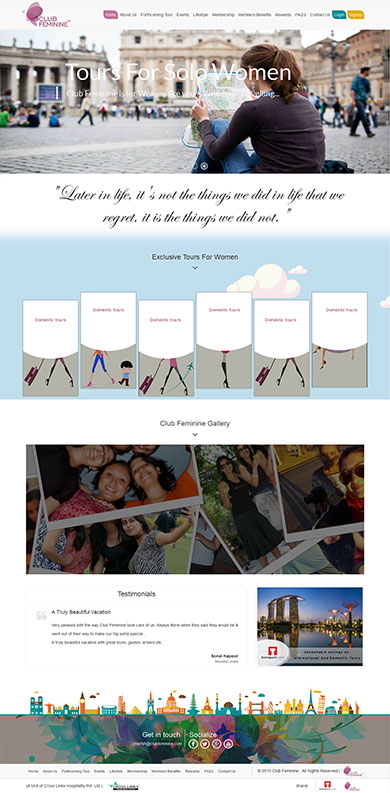 CLUB
FEMININE
Home About Us Forthcoming Tour Events Lifestyle Membership Members Benefits Rewards FAQ's Contact Us Login Signup
Tours For Solo Women
Club Feminine is for Women like you
"Later in life, it's not the things we did in life that we
regret, it is the things we did not. "
Exclusive Tours For Women
Domestic tours
Domestic tours
Domestic tours
Domestic tours
Domestic tours
Domestic tours
Club Feminine Gallery
Testimonials
A Truly Beautiful Vacation
Very pleased with the way Club Feminine took care of us. Always there when they said they would be &
went out of their way to make our trip extra special..
A truly beautiful vacation with great tours, guides, drivers etc..
Sonal Kapoor
Mumbai, India
Unbeatable savings on
International And Domestic Tours
Get in touch
Socialize
cherish@clubfeminine.com
Home About Us Forthcoming Tour Events Lifestyle Membership Members Benefits Rewards FAQ's Contact Us
© 2015 Club Feminine . All Rights Reserved |
(A Unit of Cross Links Hospitality Pvt. Ltd.)
CROSS LINKS
Brand